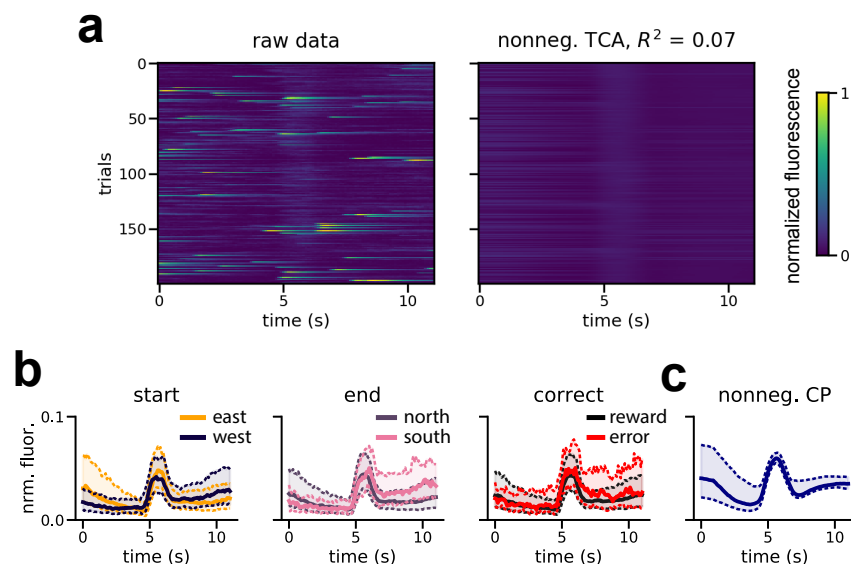 a
raw data
nonneg. TCA, R² = 0.07
0
50
100
150
trials
0
5
10
time (s)
0
5
10
time (s)
1
0
normalized fluorescence
b
start
end
correct
c
nonneg. CP
east
west
north
south
reward
error
0.1
0.0
nrm. fluor.
0
5
10
time (s)
0
5
10
time (s)
0
5
10
time (s)
0
5
10
time (s)